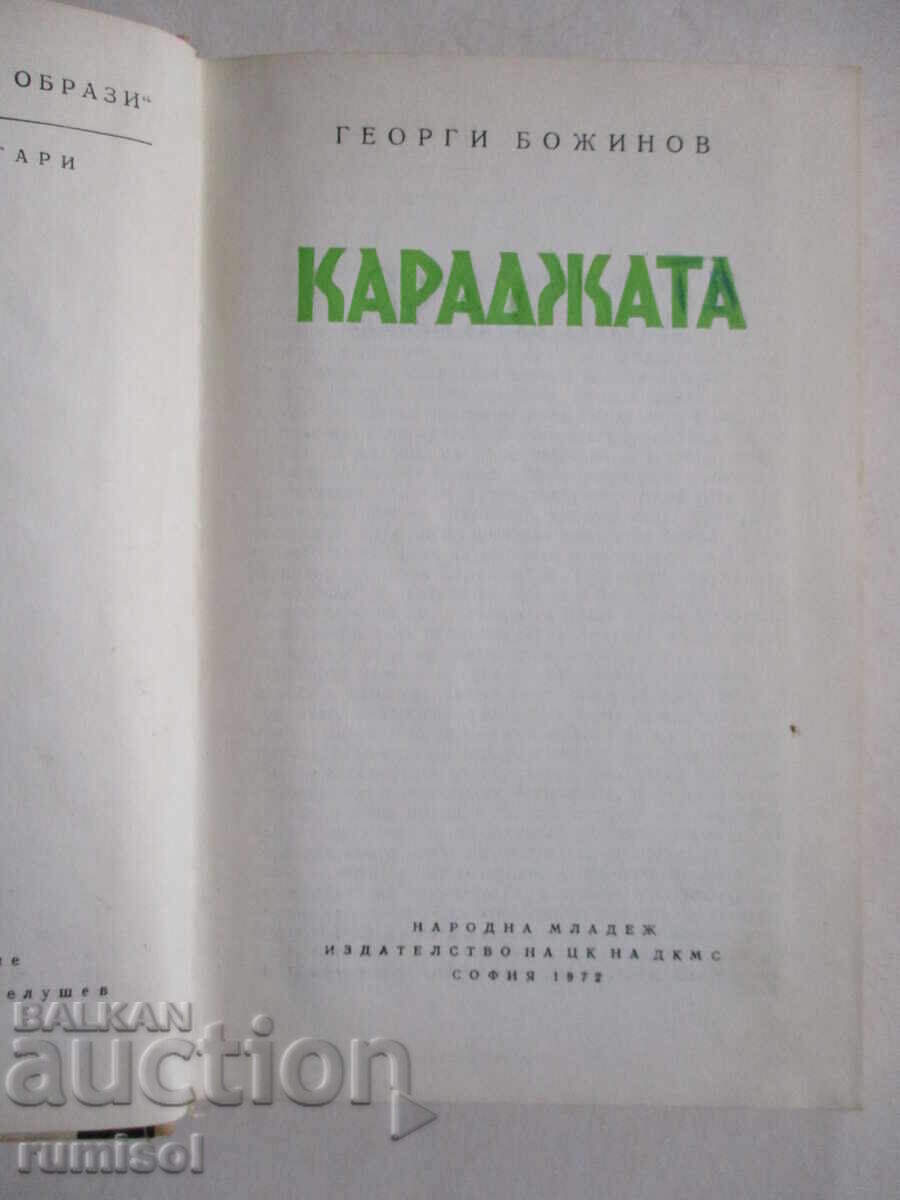 ОБРАЗИ“
ГАРИ
елушев
ГЕОРГИ БОЖИНОВ
КАРАДЖАТА
НАРОДНА МЛАДЕЖ
ИЗДАТЕЛСТВО НА ЦК НА ДКМС
СОФИЯ 1972
BALKAN
auction
rumisol